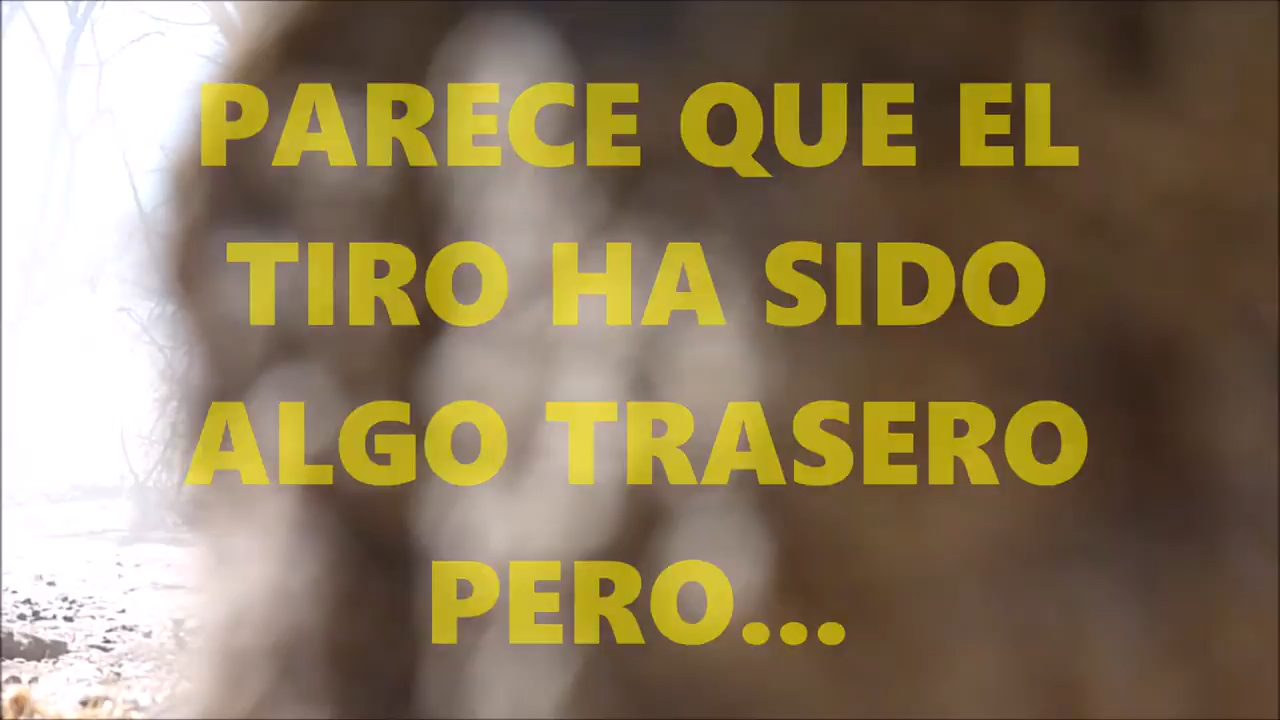 PARECE QUE EL
TIRO HA SIDO
ALGO TRASERO
PERO...